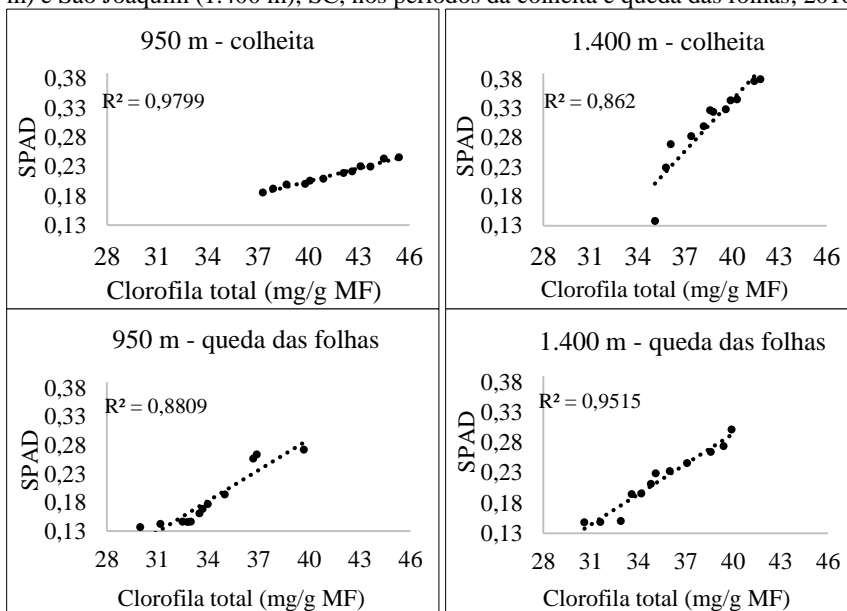 m) e São Joaquim (1.400 m), SC, nos períodos da colheita e queda das folhas,
950 m - colheita
R² = 0,9799
SPAD
0,38
0,33
0,28
0,23
0,18
0,13
28 31 34 37 40 43 46
Clorofila total (mg/g MF)
1.400 m - colheita
R² = 0,862
SPAD
0,38
0,33
0,28
0,23
0,18
0,13
28 31 34 37 40 43 46
Clorofila total (mg/g MF)
950 m - queda das folhas
R² = 0,8809
SPAD
0,38
0,33
0,28
0,23
0,18
0,13
28 31 34 37 40 43 46
Clorofila total (mg/g MF)
1.400 m - queda das folhas
R² = 0,9515
SPAD
0,38
0,33
0,28
0,23
0,18
0,13
28 31 34 37 40 43 46
Clorofila total (mg/g MF)